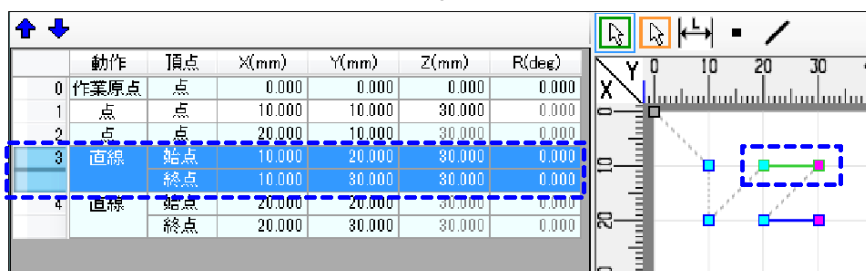 動作 頂点 X(mm) Y(mm) Z(mm) R(deg)
0 作業原点 点 0.000 0.000 0.000 0.000
1 点 点 10.000 10.000 30.000 0.000
2 点 点 20.000 10.000 30.000 0.000
3 直線 始点 10.000 20.000 30.000 0.000
終点 10.000 30.000 30.000 0.000
4 直線 始点 20.000 20.000 30.000 0.000
終点 20.000 30.000 30.000 0.000
L
Y 0 10 20 30
X
0
10
20